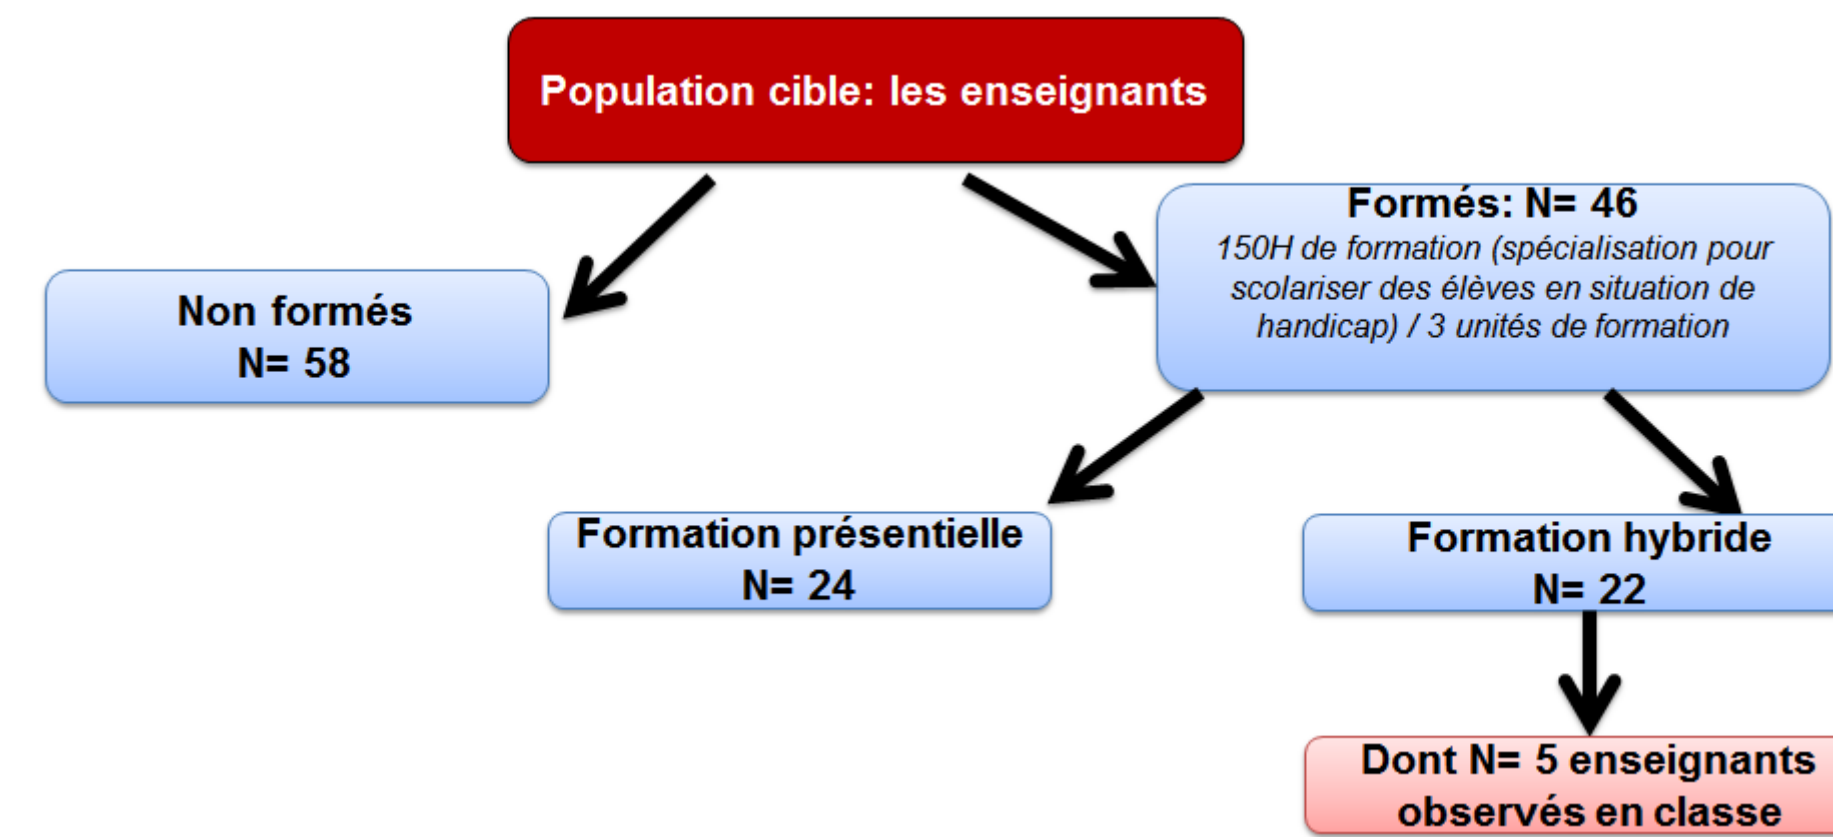 Population cible: les enseignants
Formés: N= 46
150H de formation (spécialisation pour
scolariser des élèves en situation de
handicap) / 3 unités de formation
Non formés
N= 58
Formation présentielle
N= 24
Formation hybride
N= 22
Dont N= 5 enseignants
observés en classe